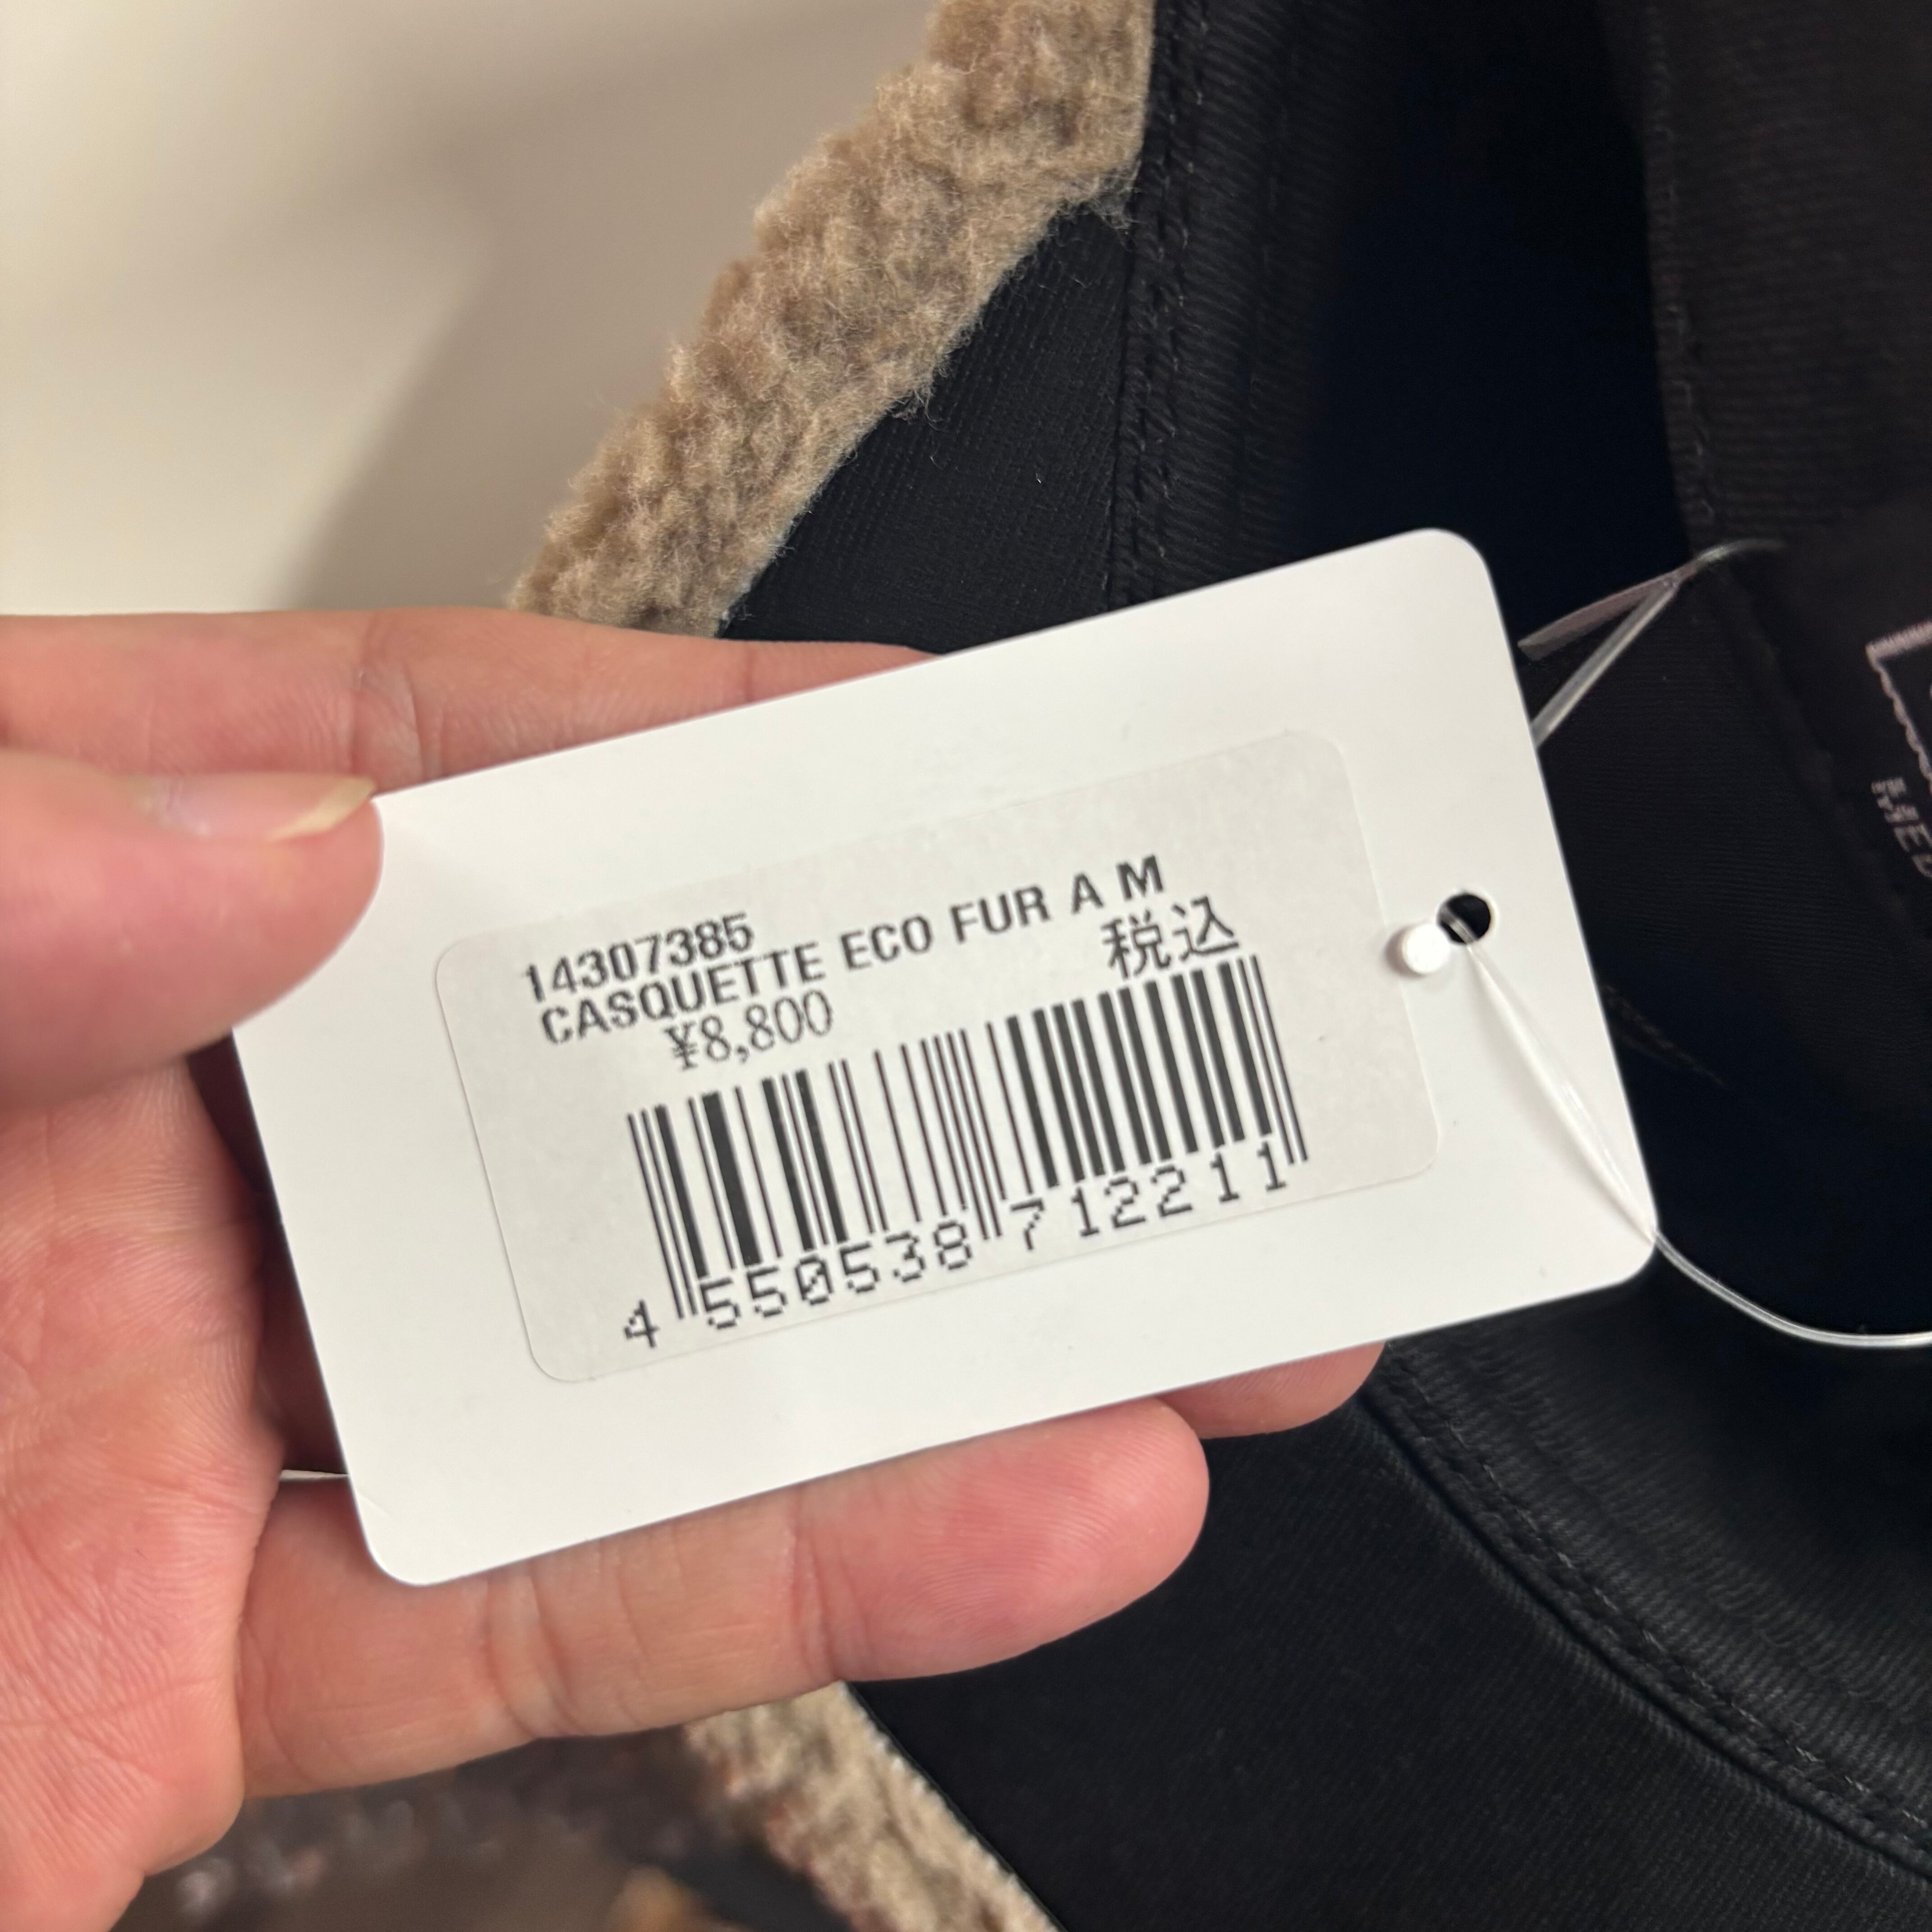 14307385
CASQUETTE ECO FUR A M
¥8,800 税込
4 550538 712211